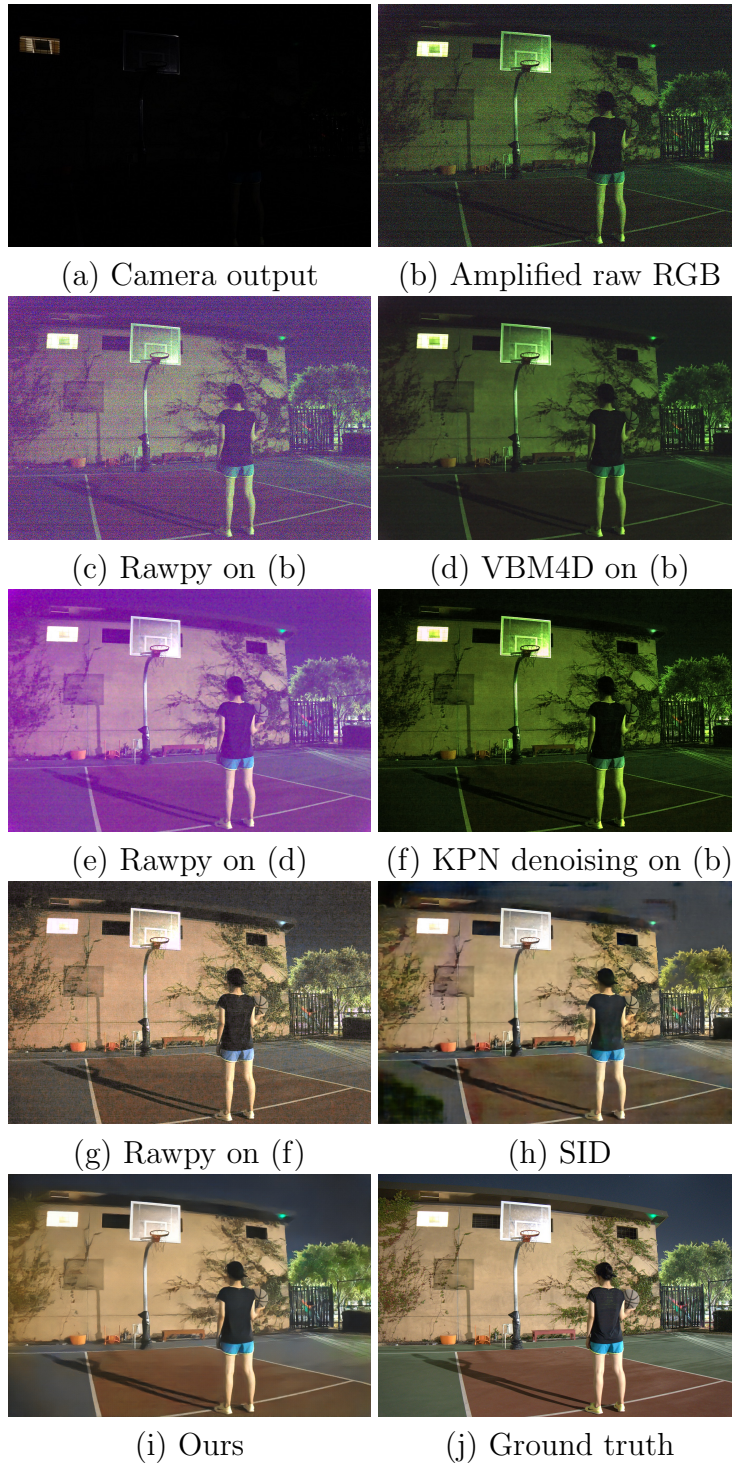 (a) Camera output
(b) Amplified raw RGB
(c) Rawpy on (b)
(d) VBM4D on (b)
(e) Rawpy on (d)
(f) KPN denoising on (b)
(g) Rawpy on (f)
(h) SID
(i) Ours
(j) Ground truth